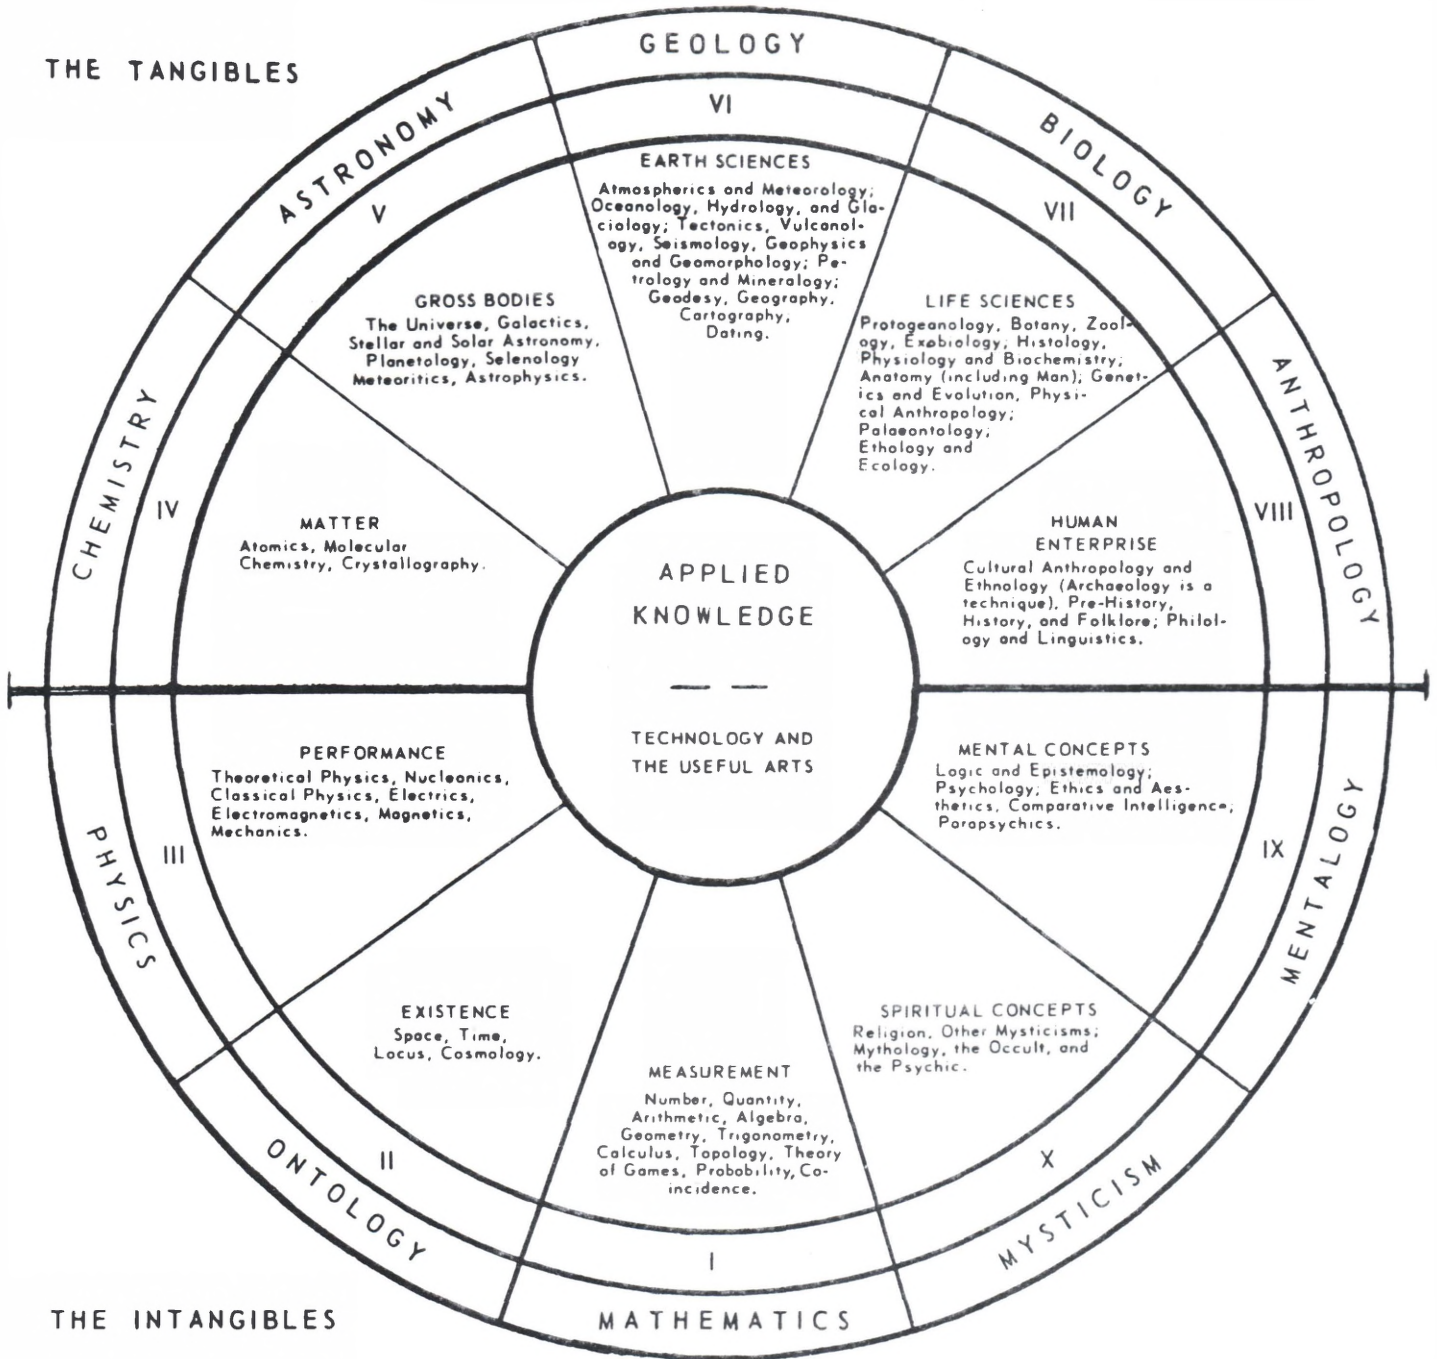 THE TANGIBLES
GEOLOGY
VI
EARTH SCIENCES
Atmospherics and Meteorology;
Oceanology, Hydrology, and Gla-
ciology; Tectonics, Vulcanol-
ogy, Seismology, Geophysics
and Geomorphology; Pe-
trology and Mineralogy;
Geodesy, Geography.
Cartography,
Dating.
BIOLOGY
VII
LIFE SCIENCES
Protogeanology, Botany, Zool-
ogy, Exobiology; Histology,
Physiology and Biochemistry;
Anatomy (including Man); Genet-
ics and Evolution, Physi-
cal Anthropology;
Palaeontology;
Ethology and
Ecology.
ANTHROPOLOGY
VIII
HUMAN
ENTERPRISE
Cultural Anthropology and
Ethnology (Archaeology is a
technique), Pre-History,
History, and Folklore; Philol-
ogy and Linguistics.
MENTALOGY
IX
MENTAL CONCEPTS
Logic and Epistemology;
Psychology; Ethics and Aes-
thetics, Comparative Intelligence;
Parapsychics.
MYSTICISM
X
SPIRITUAL CONCEPTS
Religion, Other Mysticisms;
Mythology, the Occult, and
the Psychic.
MATHEMATICS
I
MEASUREMENT
Number, Quantity,
Arithmetic, Algebra,
Geometry, Trigonometry,
Calculus, Topology, Theory
of Games, Probability, Co-
incidence.
ONTOLOGY
II
EXISTENCE
Space, Time,
Locus, Cosmology.
PHYSICS
III
PERFORMANCE
Theoretical Physics, Nucleonics,
Classical Physics, Electrics,
Electromagnetics, Magnetics,
Mechanics.
CHEMISTRY
IV
MATTER
Atomics, Molecular
Chemistry, Crystallography.
ASTRONOMY
V
GROSS BODIES
The Universe, Galactics,
Stellar and Solar Astronomy,
Planetology, Selenology
Meteoritics, Astrophysics.
APPLIED
KNOWLEDGE
— —
TECHNOLOGY AND
THE USEFUL ARTS
THE INTANGIBLES